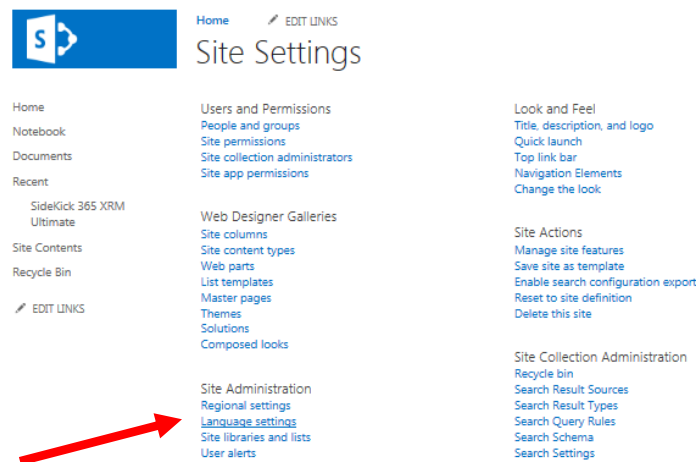 S
Home EDIT LINKS
Site Settings
Home
Notebook
Documents
Recent
SideKick 365 XRM
Ultimate
Site Contents
Recycle Bin
EDIT LINKS
Users and Permissions
People and groups
Site permissions
Site collection administrators
Site app permissions
Web Designer Galleries
Site columns
Site content types
Web parts
List templates
Master pages
Themes
Solutions
Composed looks
Site Administration
Regional settings
Language settings
Site libraries and lists
User alerts
Look and Feel
Title, description, and logo
Quick launch
Top link bar
Navigation Elements
Change the look
Site Actions
Manage site features
Save site as template
Enable search configuration export
Reset to site definition
Delete this site
Site Collection Administration
Recycle bin
Search Result Sources
Search Result Types
Search Query Rules
Search Schema
Search Settings